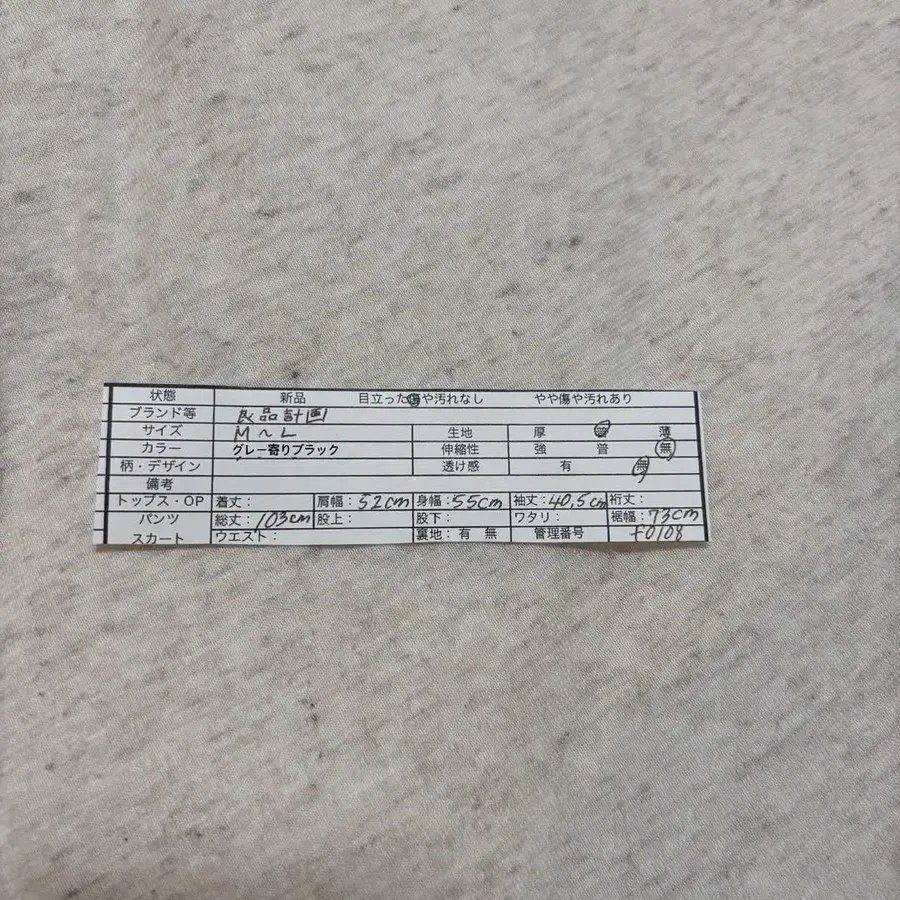 状態 新品 目立った傷や汚れなし やや傷や汚れあり
ブランド等 良品計画
サイズ M〜L 生地 厚 普 薄
カラー グレー寄りブラック 伸縮性 強 普 無
柄・デザイン 透け感 有 無
備考
トップス・OP 着丈: 肩幅:52cm 身幅:55cm 袖丈:40.5cm 裄丈:
パンツ 総丈:103cm 股上: 股下: ワタリ: 裾幅:73cm
スカート ウエスト: 裏地:有 無 管理番号 f0108